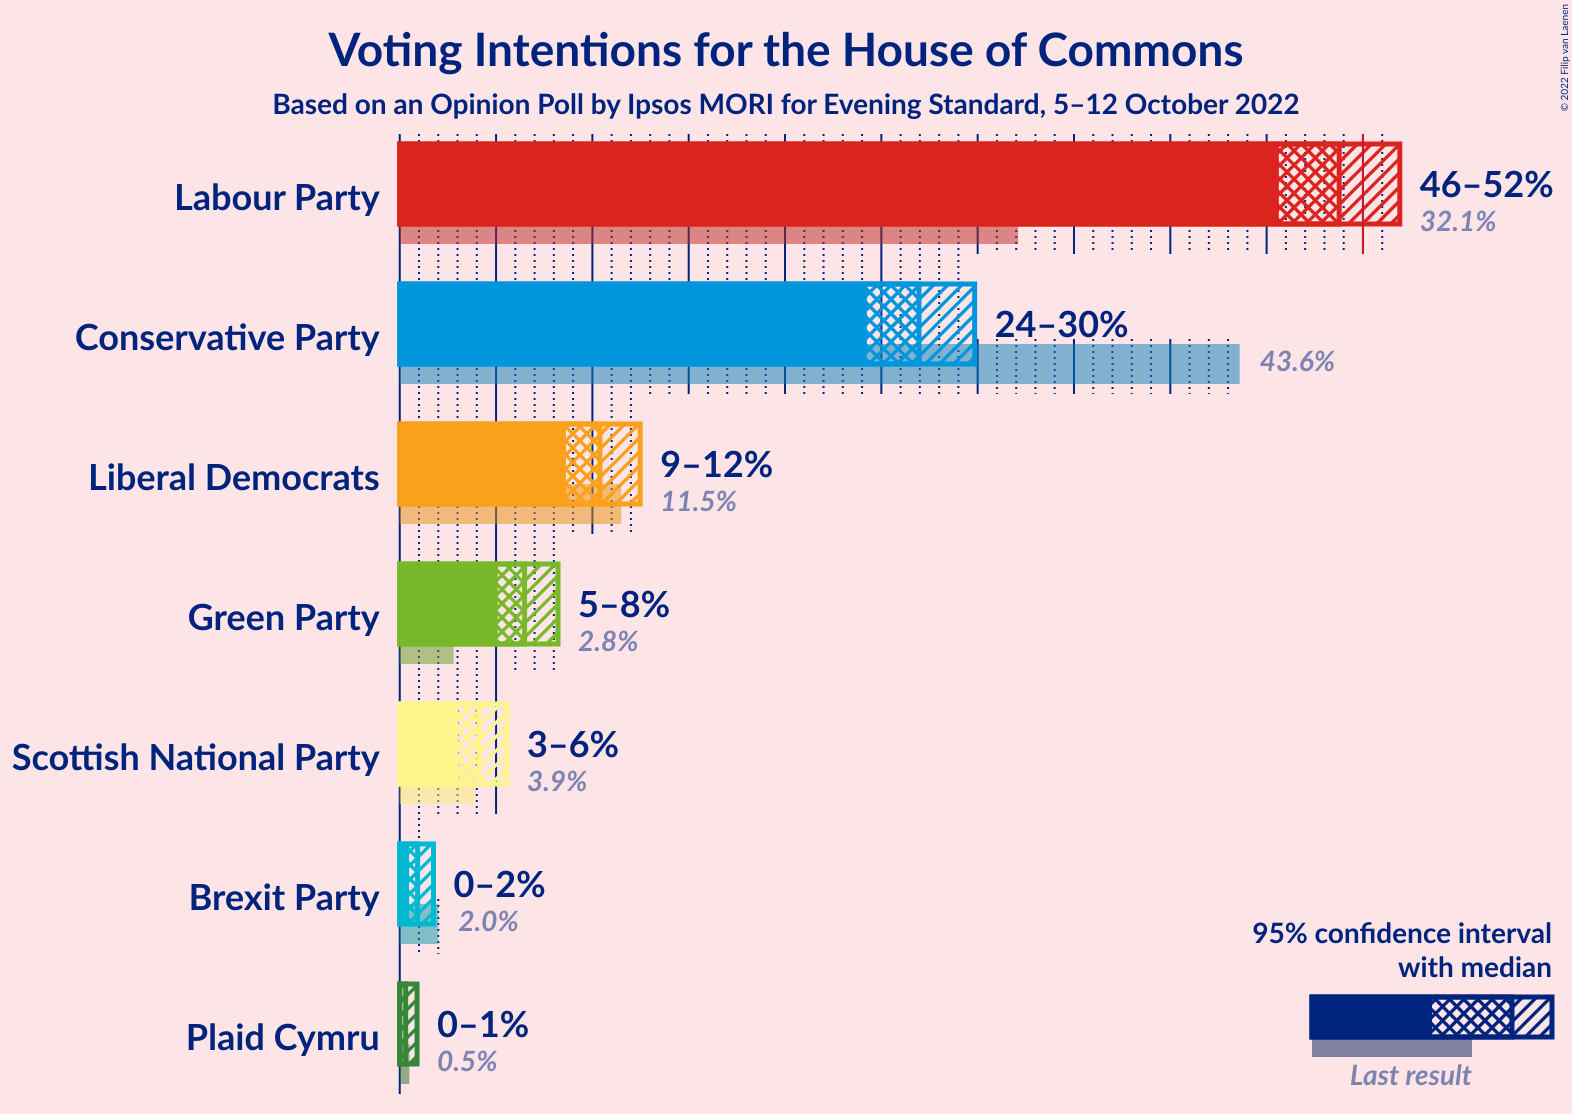 Voting Intentions for the House of Commons
Based on an Opinion Poll by Ipsos MORI for Evening Standard, 5–12 October 2022
© 2022 Filip van Laenen
Labour Party
46–52%
32.1%
Conservative Party
24–30%
43.6%
Liberal Democrats
9–12%
11.5%
Green Party
5–8%
2.8%
Scottish National Party
3–6%
3.9%
Brexit Party
0–2%
2.0%
Plaid Cymru
0–1%
0.5%
95% confidence interval
with median
Last result